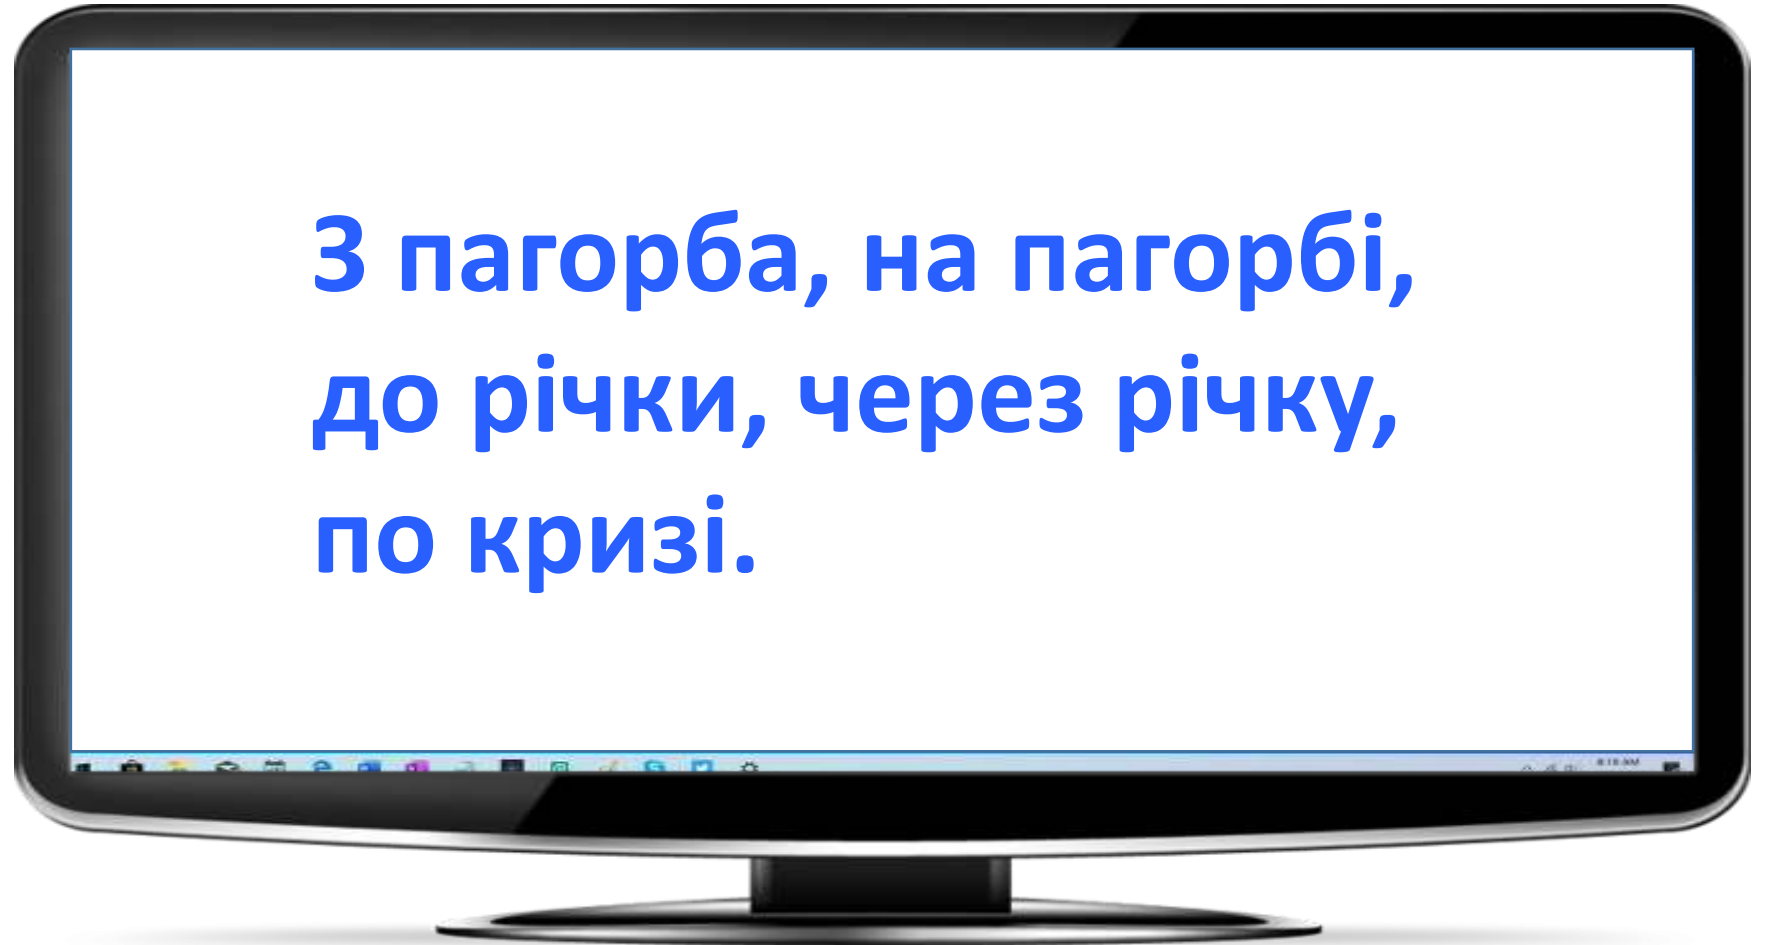 З пагорба, на пагорбі,
до річки, через річку,
по кризі.